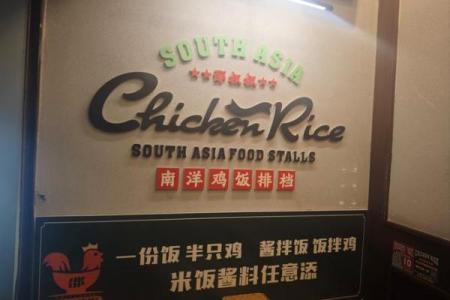 SOUTH ASIA
Chicken Rice
SOUTH ASIA FOOD STALLS
南洋鸡饭排档
一份饭 半只鸡 酱拌饭 饭拌鸡
米饭酱料任意添